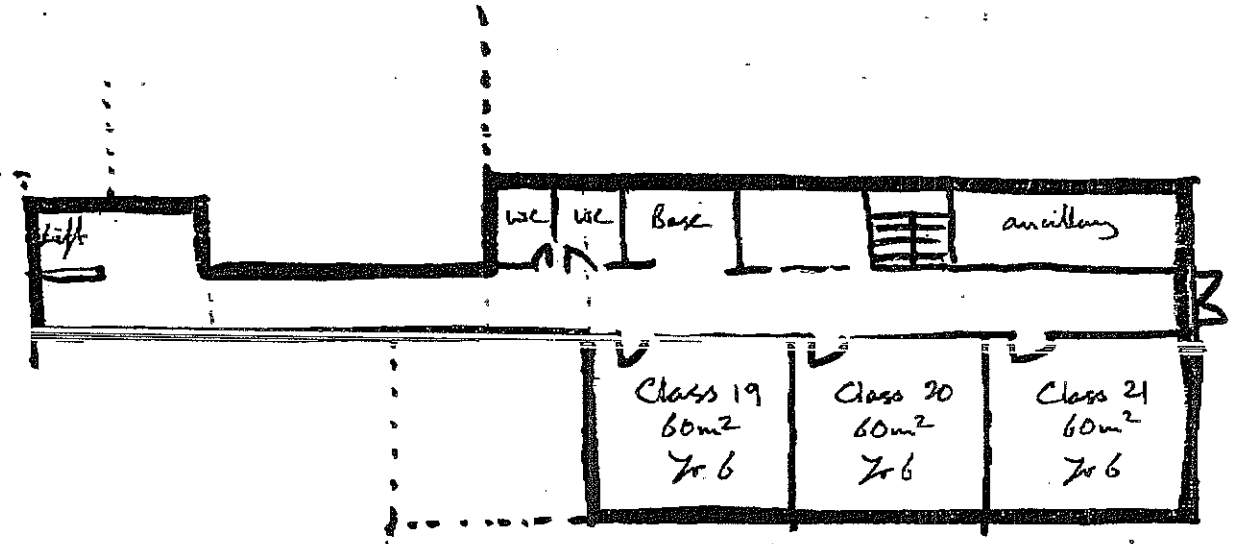 Lift
wc
wc
Base
ancillary
Class 19
60m²
Yr 6
Class 20
60m²
Yr 6
Class 21
60m²
Yr 6